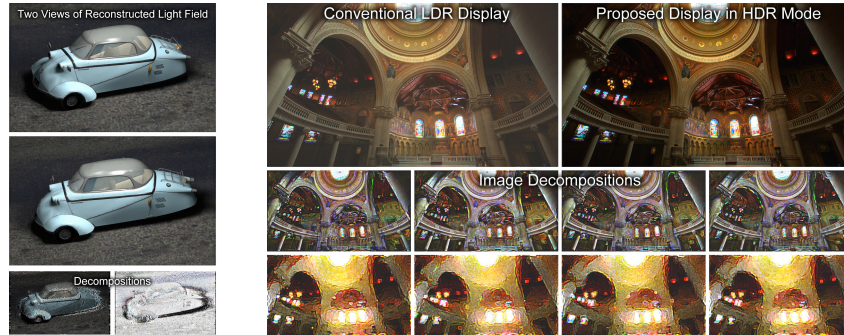 Two Views of Reconstructed Light Field
Decompositions
Conventional LDR Display
Proposed Display in HDR Mode
Image Decompositions